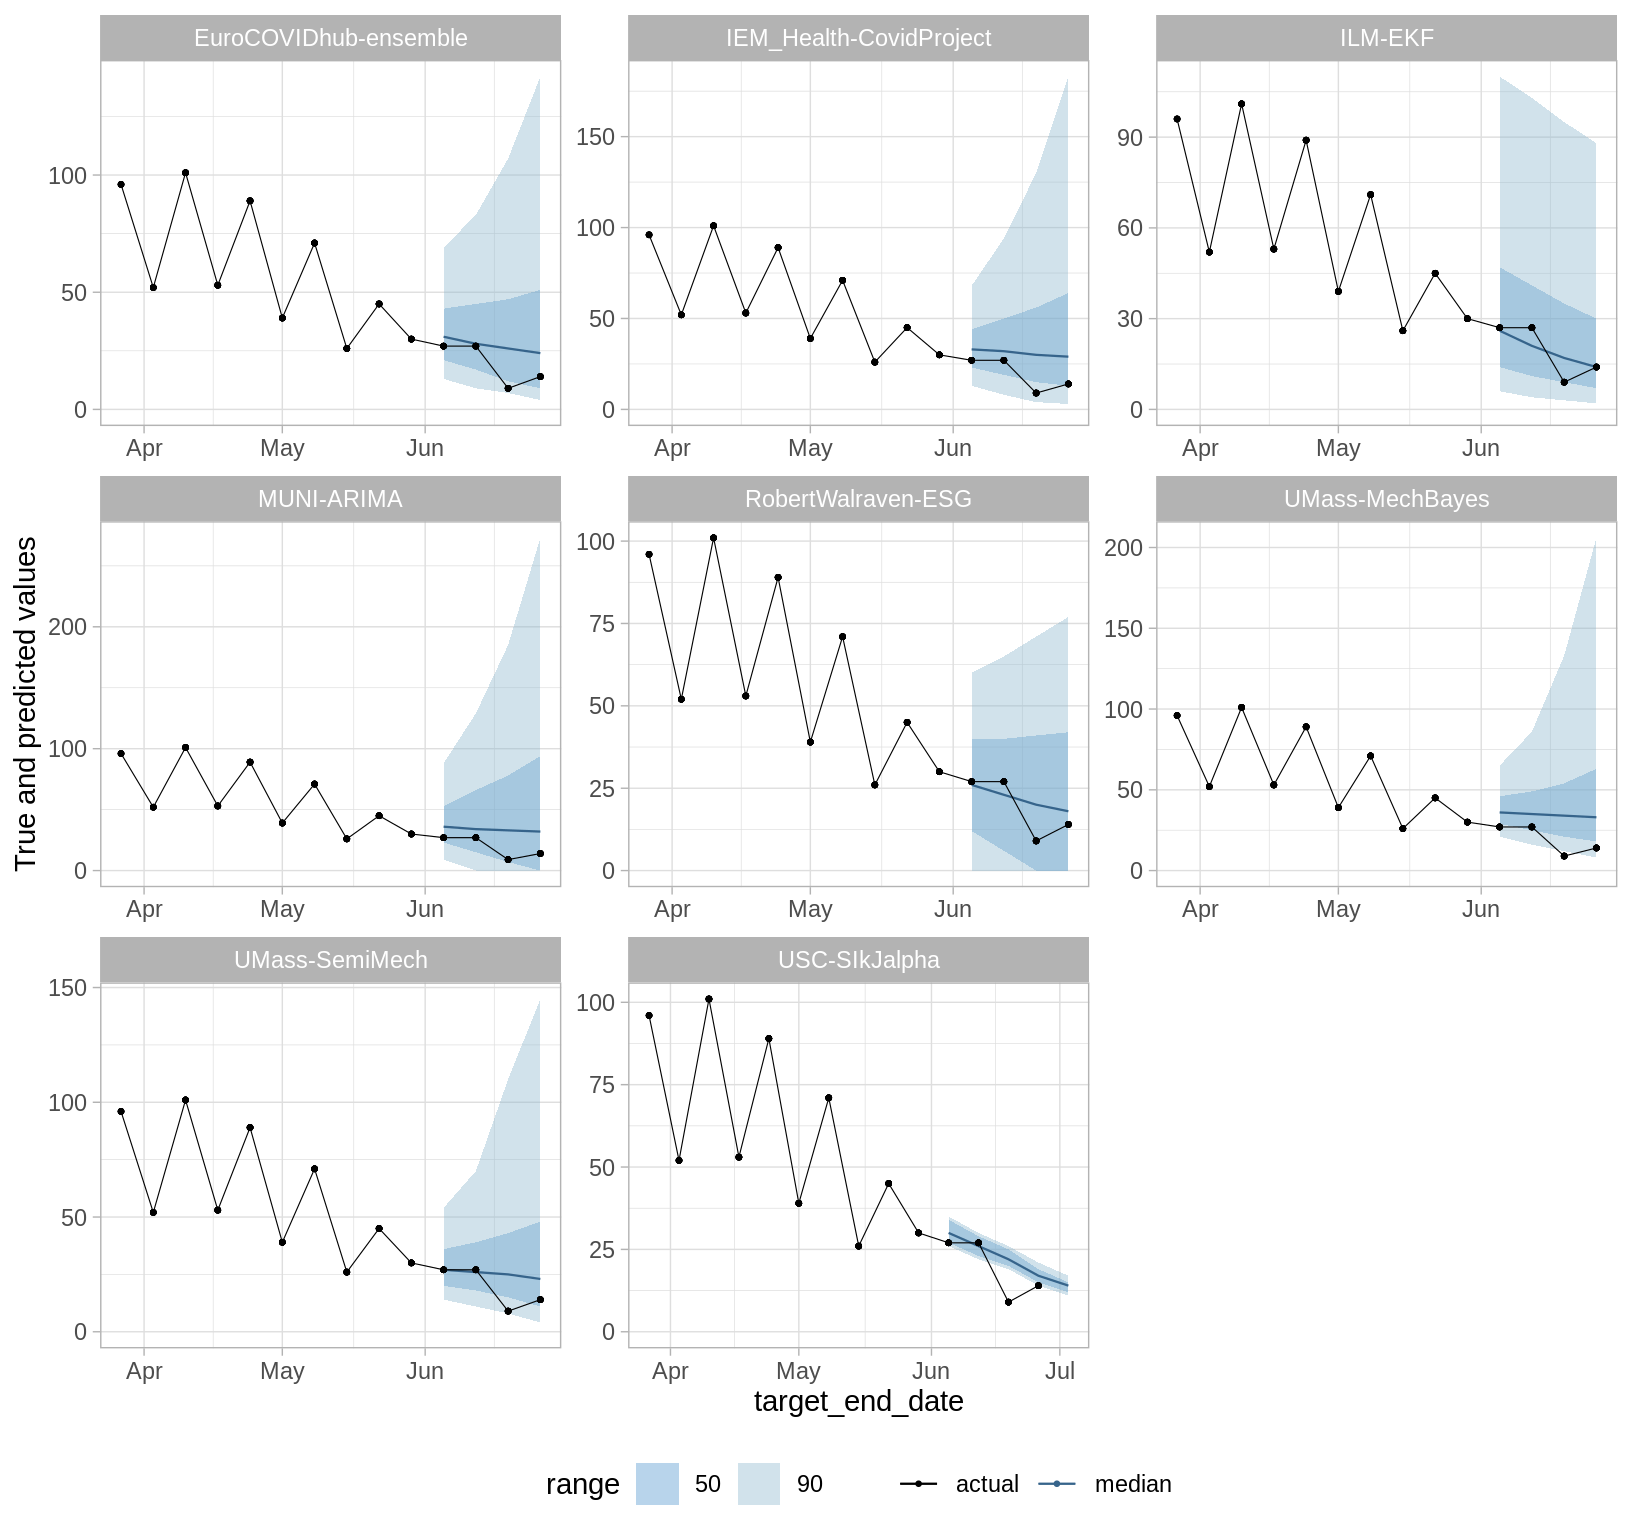 EuroCOVIDhub-ensemble
IEM_Health-CovidProject
ILM-EKF
100
50
0
150
100
50
0
90
60
30
0
Apr May Jun
Apr May Jun
Apr May Jun
MUNI-ARIMA
RobertWalraven-ESG
UMass-MechBayes
True and predicted values
200
100
0
100
75
50
25
0
200
150
100
50
0
Apr May Jun
Apr May Jun
Apr May Jun
UMass-SemiMech
USC-SIkJalpha
150
100
50
0
100
75
50
25
0
Apr May Jun
Apr May Jun Jul
target_end_date
range 50 90 actual median